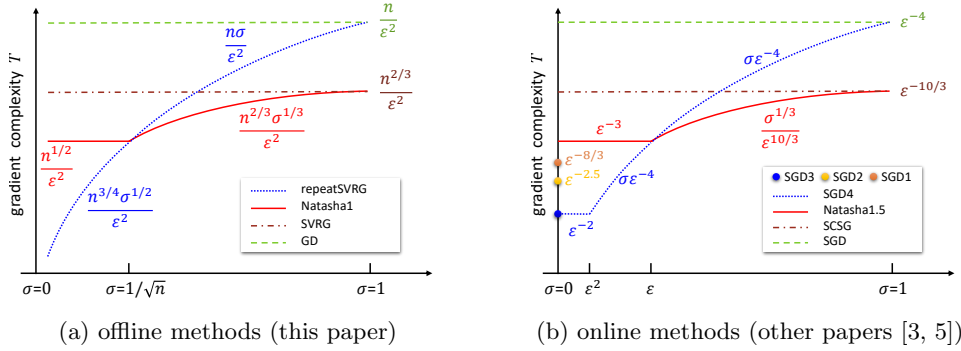 gradient complexity T
n/ε²
nσ/ε²
n^{2/3}/ε²
n^{2/3}σ^{1/3}/ε²
n^{1/2}/ε²
n^{3/4}σ^{1/2}/ε²
repeatSVRG
Natasha1
SVRG
GD
σ=0
σ=1/√n
σ=1
(a) offline methods (this paper)
gradient complexity T
ε^{-4}
σε^{-4}
ε^{-10/3}
ε^{-3}
σ^{1/3}/ε^{10/3}
ε^{-8/3}
ε^{-2.5}
σε^{-4}
ε^{-2}
SGD3 SGD2 SGD1
SGD4
Natasha1.5
SCSG
SGD
σ=0
ε²
ε
σ=1
(b) online methods (other papers [3, 5])